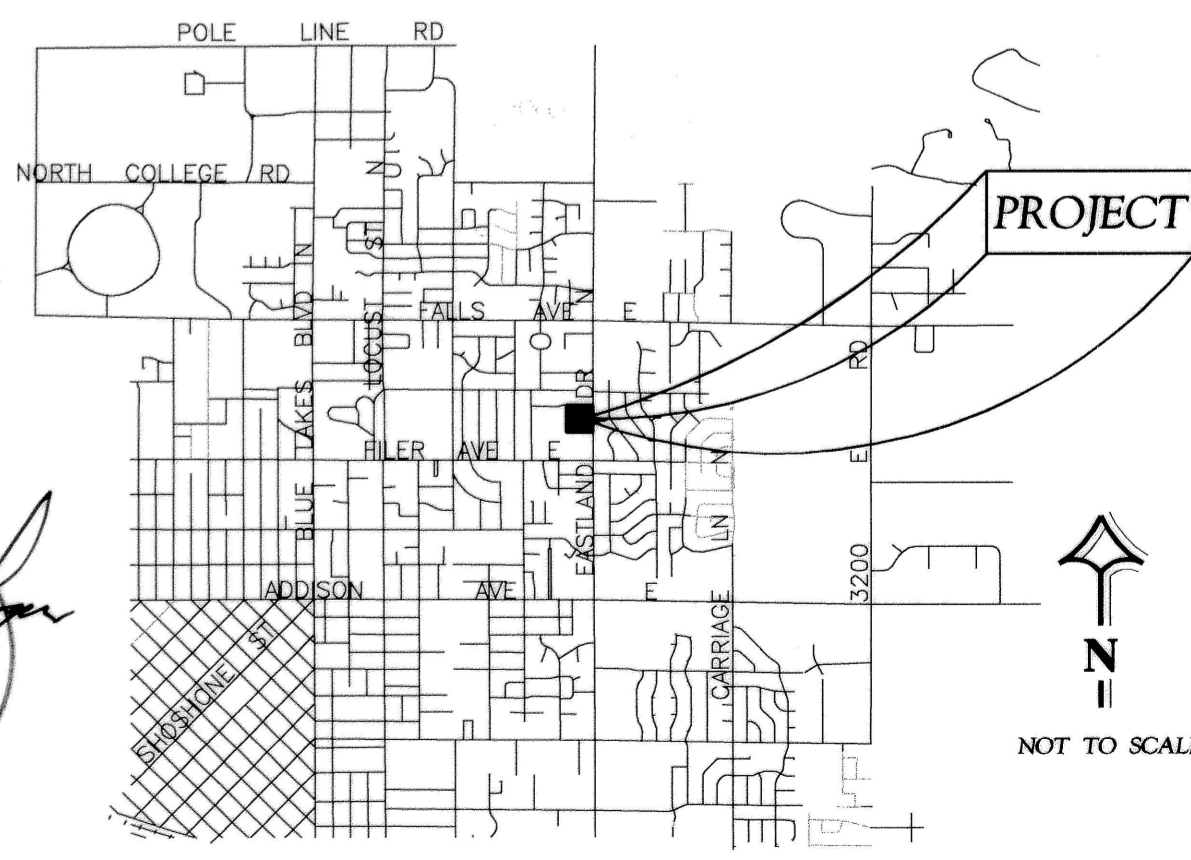 POLE LINE RD
NORTH COLLEGE RD
PROJECT
BLUE LAKES BLVD N
LOCUST ST N
FALLS AVE E
FILER AVE E
EASTLAND DR N
ADDISON AVE E
CARRIAGE LN N
3200 E RD
SHOSHONE ST
N
NOT TO SCALE